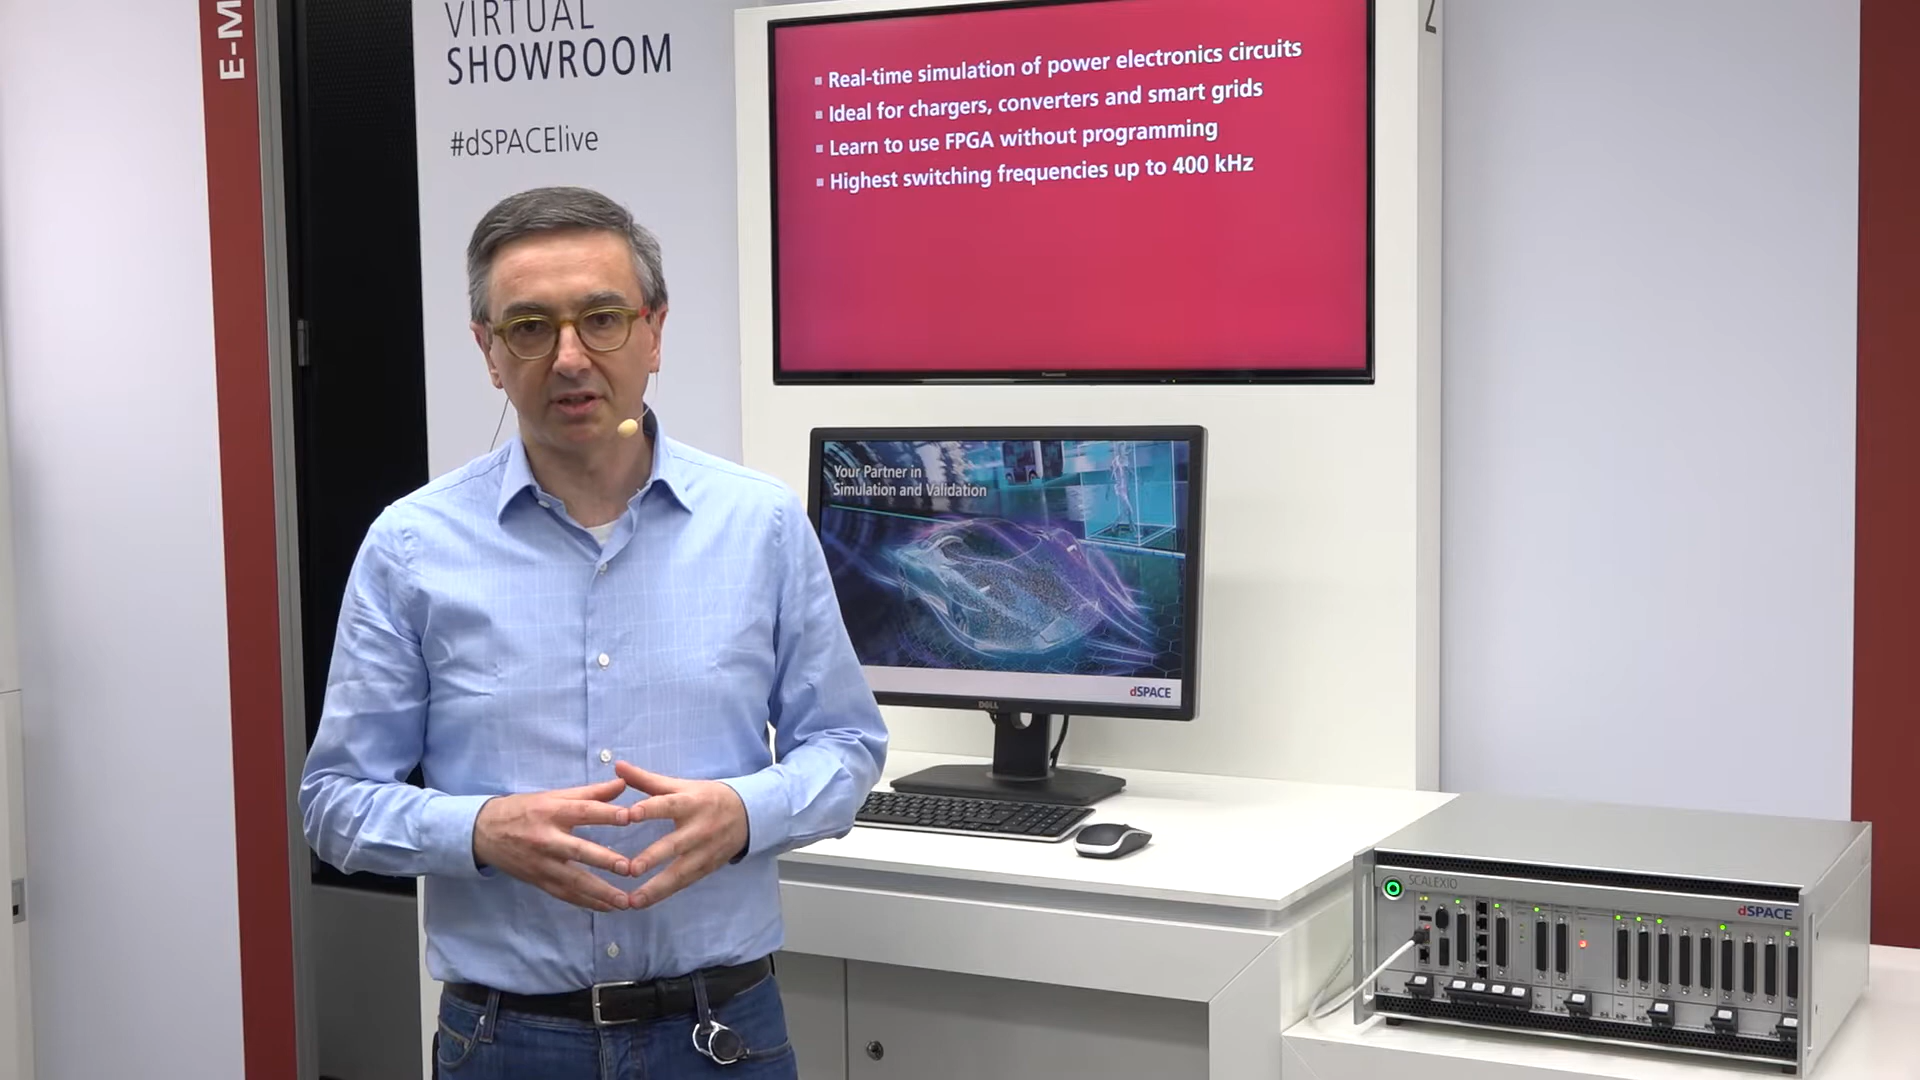 E-M
VIRTUAL
SHOWROOM
#dSPACElive
Real-time simulation of power electronics circuits
Ideal for chargers, converters and smart grids
Learn to use FPGA without programming
Highest switching frequencies up to 400 kHz
Panasonic
2
Your Partner in
Simulation and Validation
dSPACE
DELL
SCALEXIO
dSPACE